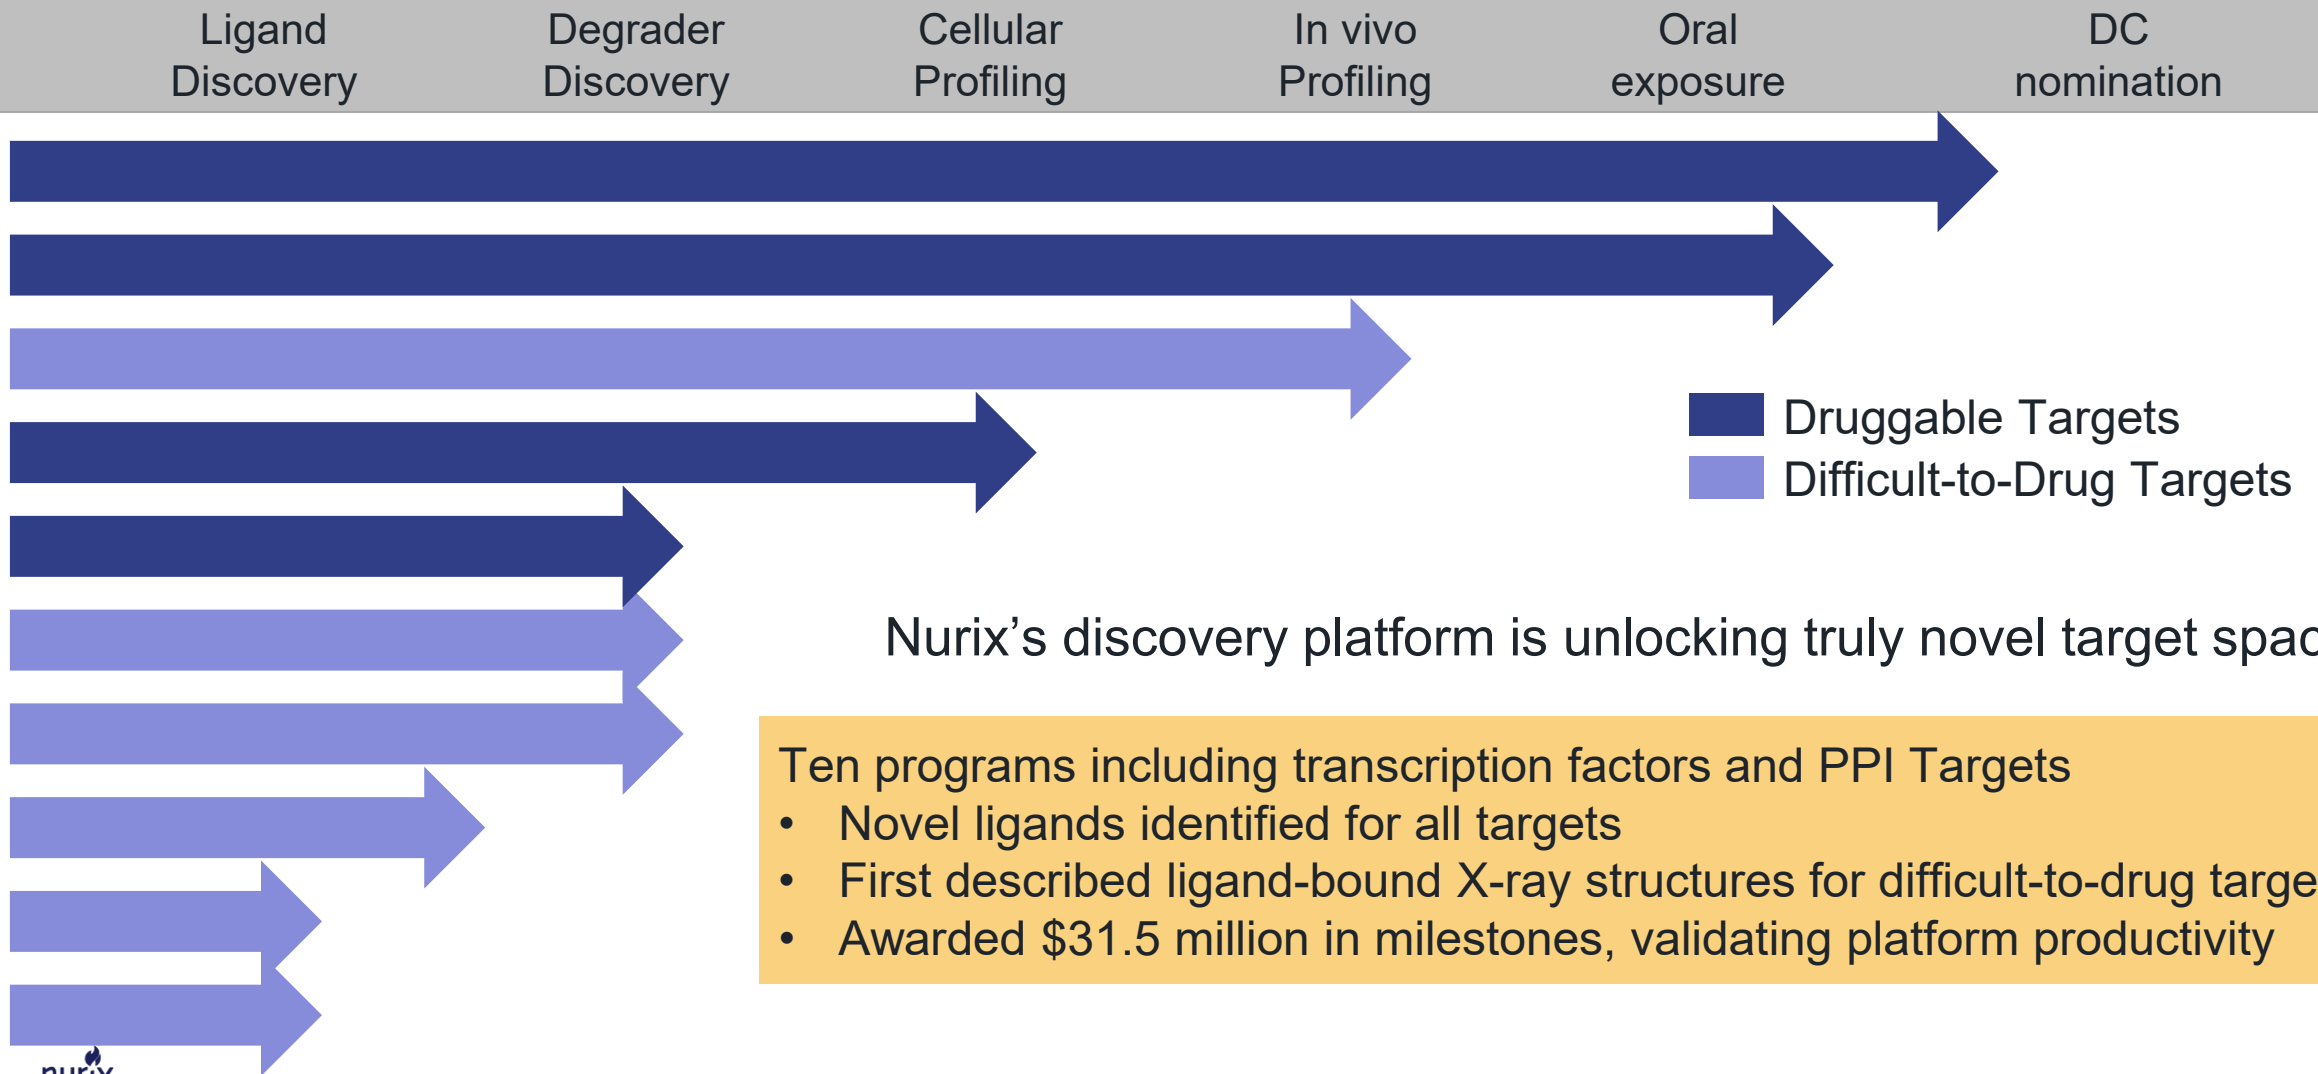 Ligand Discovery
Degrader Discovery
Cellular Profiling
In vivo Profiling
Oral exposure
DC nomination
Druggable Targets
Difficult-to-Drug Targets
Nurix’s discovery platform is unlocking truly novel target spac
Ten programs including transcription factors and PPI Targets
• Novel ligands identified for all targets
• First described ligand-bound X-ray structures for difficult-to-drug targe
• Awarded $31.5 million in milestones, validating platform productivity
nurix